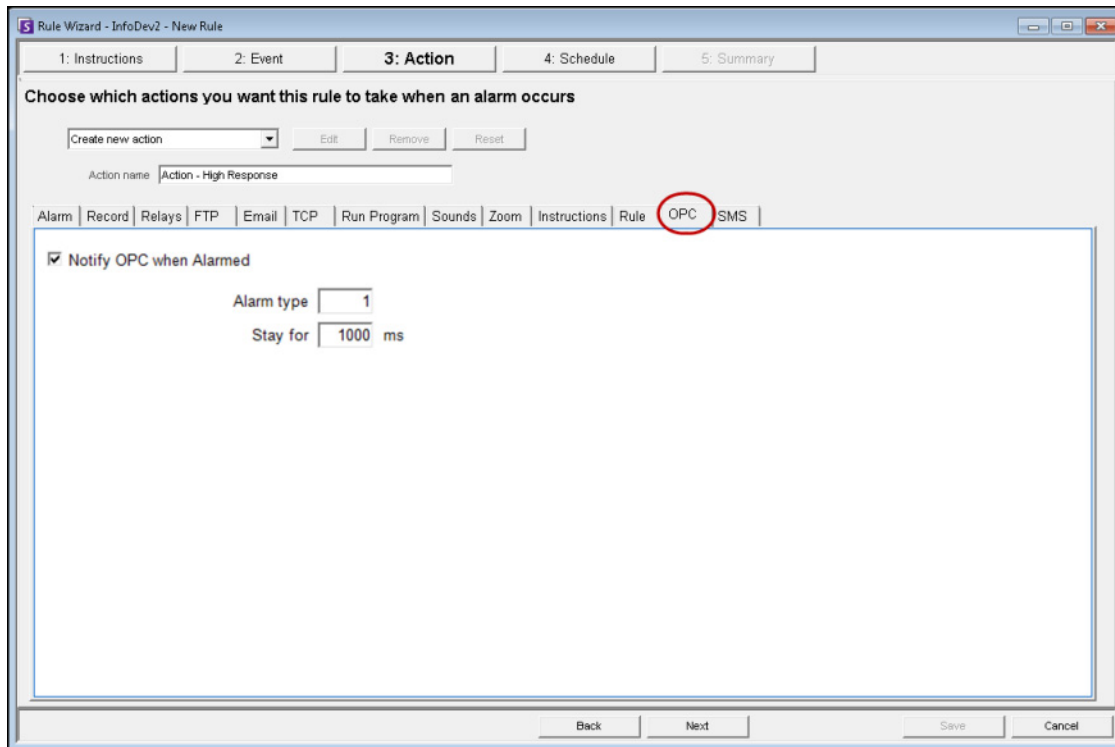 Rule Wizard - InfoDev2 - New Rule
1: Instructions 2: Event 3: Action 4: Schedule 5: Summary
Choose which actions you want this rule to take when an alarm occurs
Create new action Edit Remove Reset
Action name Action - High Response
Alarm Record Relays FTP Email TCP Run Program Sounds Zoom Instructions Rule OPC SMS
Notify OPC when Alarmed
Alarm type 1
Stay for 1000 ms
Back Next Save Cancel